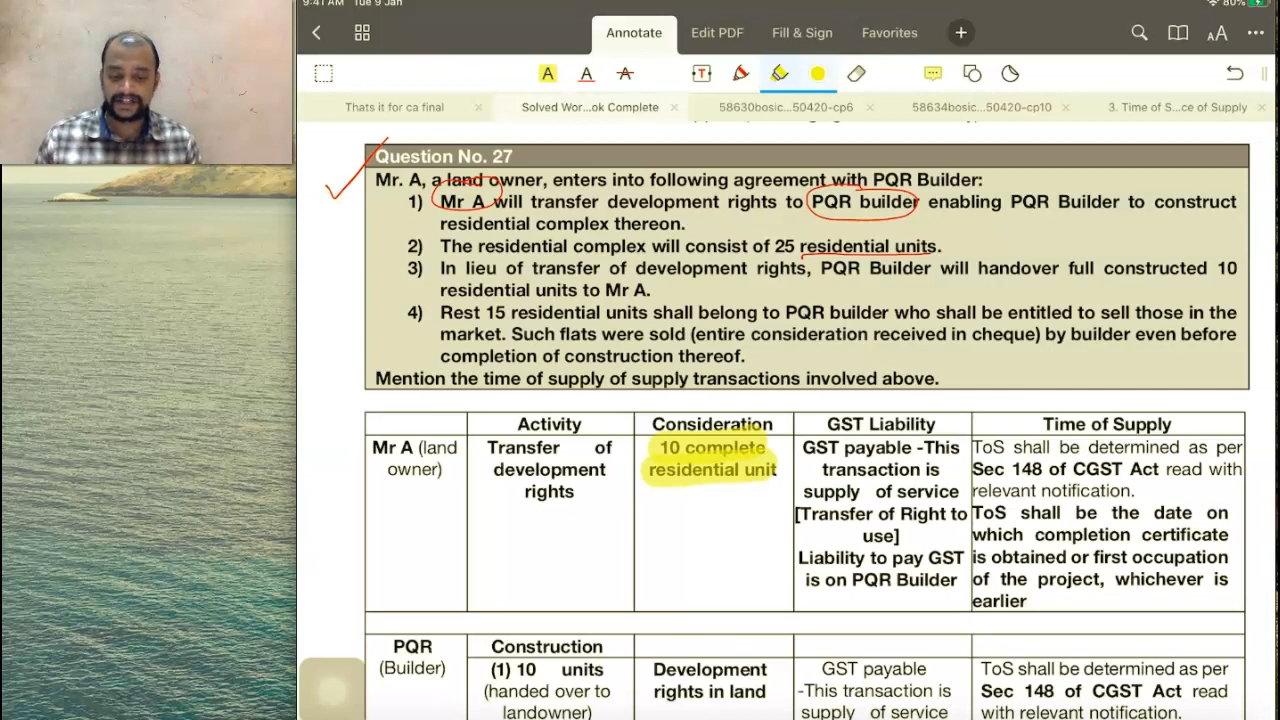 9:41 AM Tue 9 Jan
80%
Annotate
Edit PDF
Fill & Sign
Favorites
Thats it for ca final
Solved Wor...ok Complete
58630bosic...50420-cp6
58634bosic...50420-cp10
3. Time of S...ce of Supply
Question No. 27
Mr. A, a land owner, enters into following agreement with PQR Builder:
1) Mr A will transfer development rights to PQR builder enabling PQR Builder to construct
residential complex thereon.
2) The residential complex will consist of 25 residential units.
3) In lieu of transfer of development rights, PQR Builder will handover full constructed 10
residential units to Mr A.
4) Rest 15 residential units shall belong to PQR builder who shall be entitled to sell those in the
market. Such flats were sold (entire consideration received in cheque) by builder even before
completion of construction thereof.
Mention the time of supply of supply transactions involved above.
Activity
Consideration
GST Liability
Time of Supply
Mr A (land
owner)
Transfer of
development
rights
10 complete
residential unit
GST payable -This
transaction is
supply of service
[Transfer of Right to
use]
Liability to pay GST
is on PQR Builder
ToS shall be determined as per
Sec 148 of CGST Act read with
relevant notification.
ToS shall be the date on
which completion certificate
is obtained or first occupation
of the project, whichever is
earlier
PQR
(Builder)
Construction
(1) 10 units
(handed over to
landowner)
Development
rights in land
GST payable
-This transaction is
supply of service
ToS shall be determined as per
Sec 148 of CGST Act read
with relevant notification.